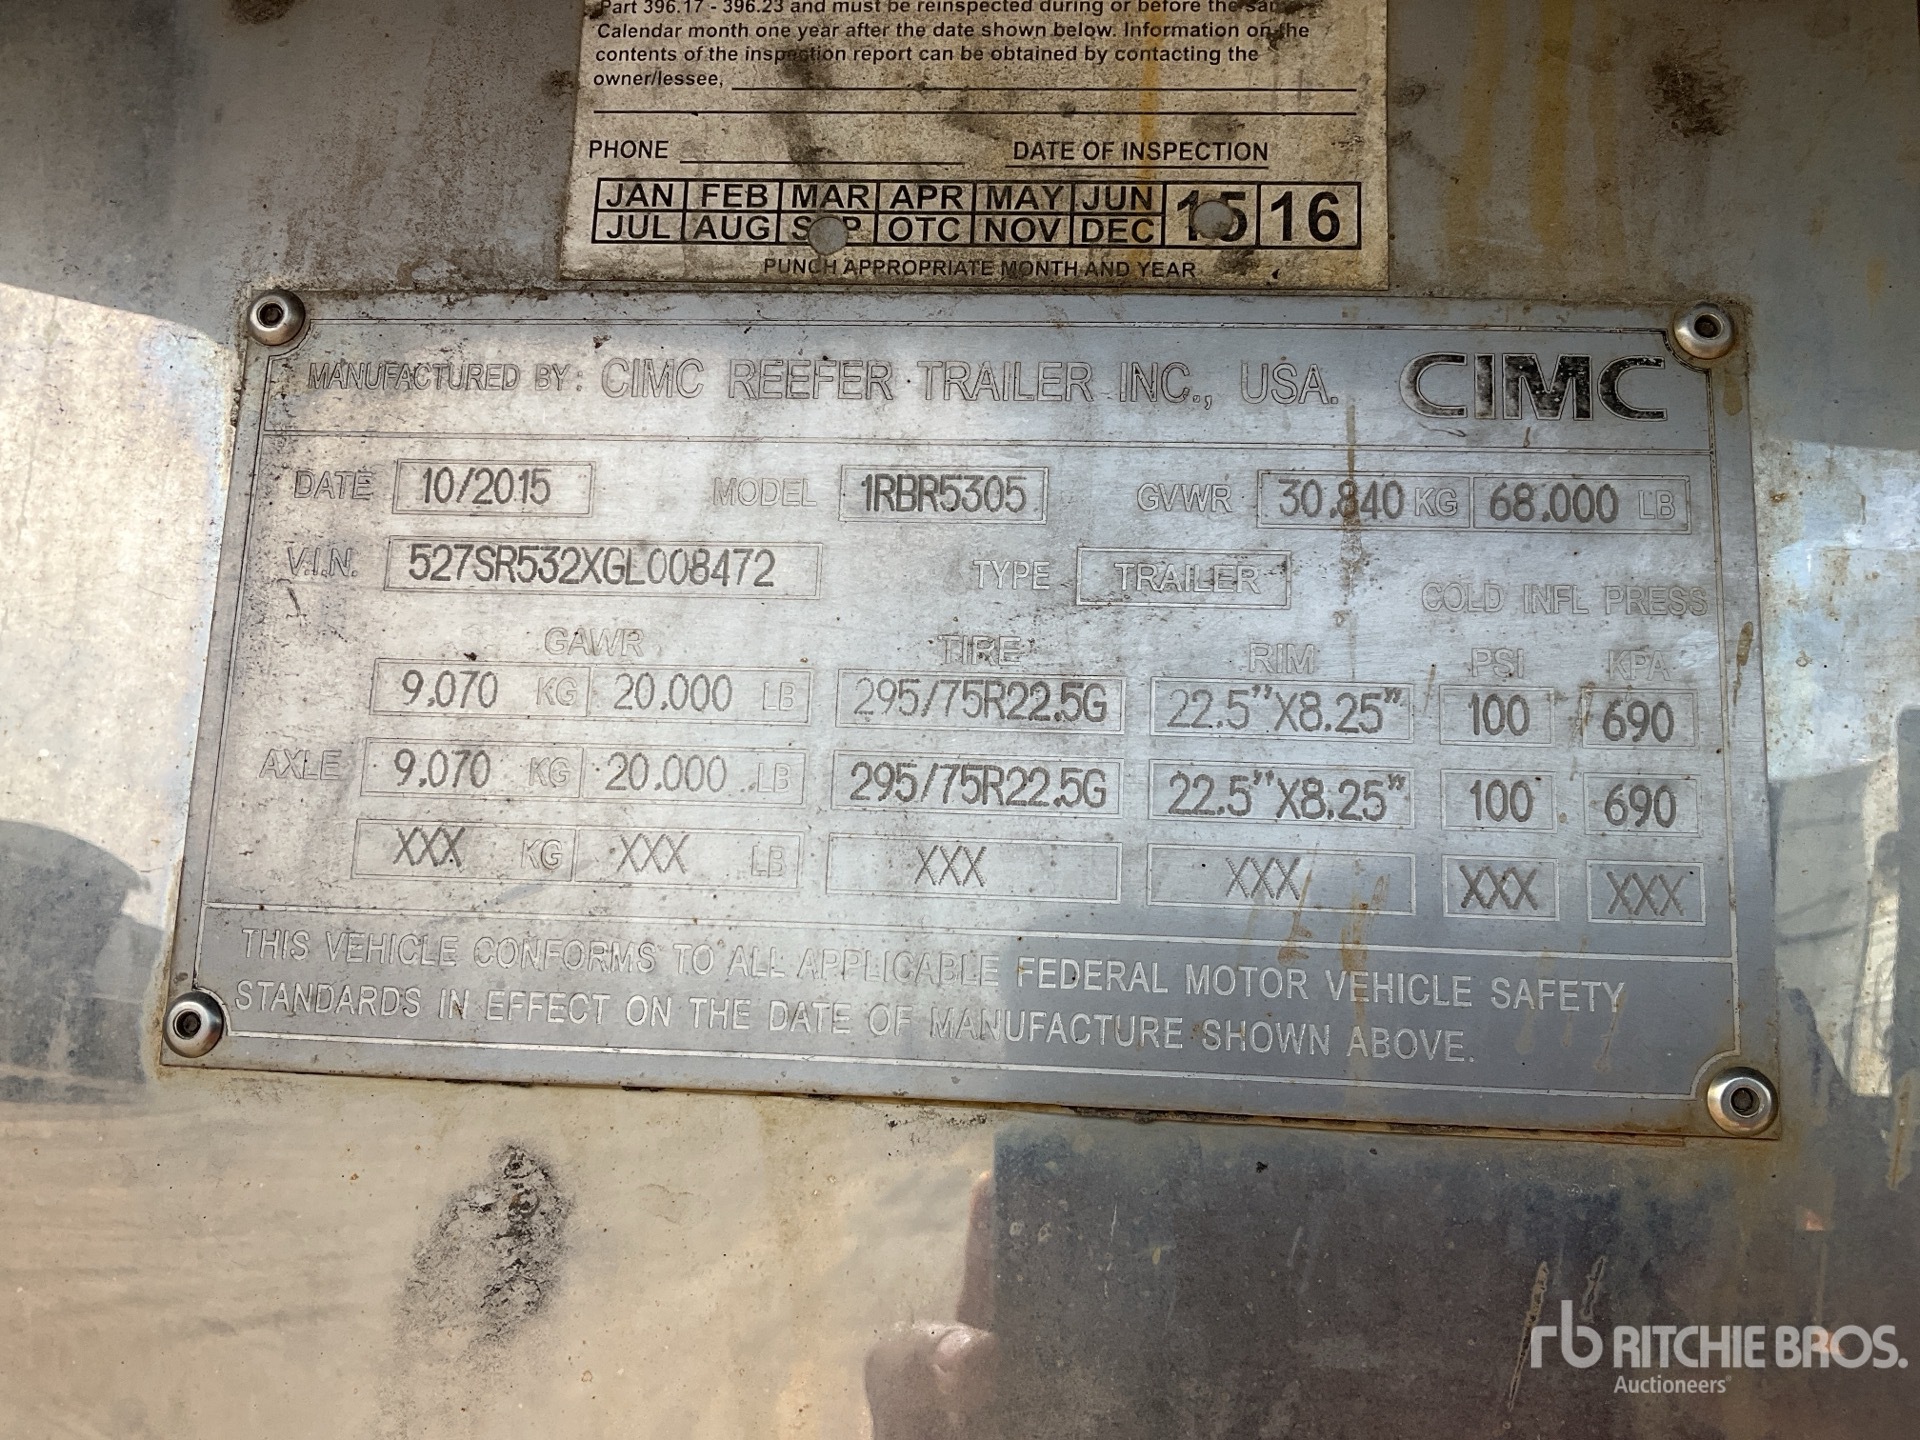 Part 396.17 - 396.23 and must be reinspected during or before the same
Calendar month one year after the date shown below. Information on the
contents of the inspection report can be obtained by contacting the
owner/lessee,
PHONE DATE OF INSPECTION
JAN FEB MAR APR MAY JUN 15 16
JUL AUG SEP OTC NOV DEC
PUNCH APPROPRIATE MONTH AND YEAR
MANUFACTURED BY: CIMC REEFER TRAILER INC., USA. CIMC
DATE 10/2015 MODEL 1RBR5305 GVWR 30.840 KG 68.000 LB
V.I.N. 527SR532XGL008472 TYPE TRAILER
COLD INFL PRESS
GAWR TIRE RIM PSI KPA
9.070 KG 20.000 LB 295/75R22.5G 22.5"X8.25" 100 690
AXLE 9.070 KG 20.000 LB 295/75R22.5G 22.5"X8.25" 100 690
XXX KG XXX LB XXX XXX XXX XXX
THIS VEHICLE CONFORMS TO ALL APPLICABLE FEDERAL MOTOR VEHICLE SAFETY
STANDARDS IN EFFECT ON THE DATE OF MANUFACTURE SHOWN ABOVE.
rb RITCHIE BROS.
Auctioneers